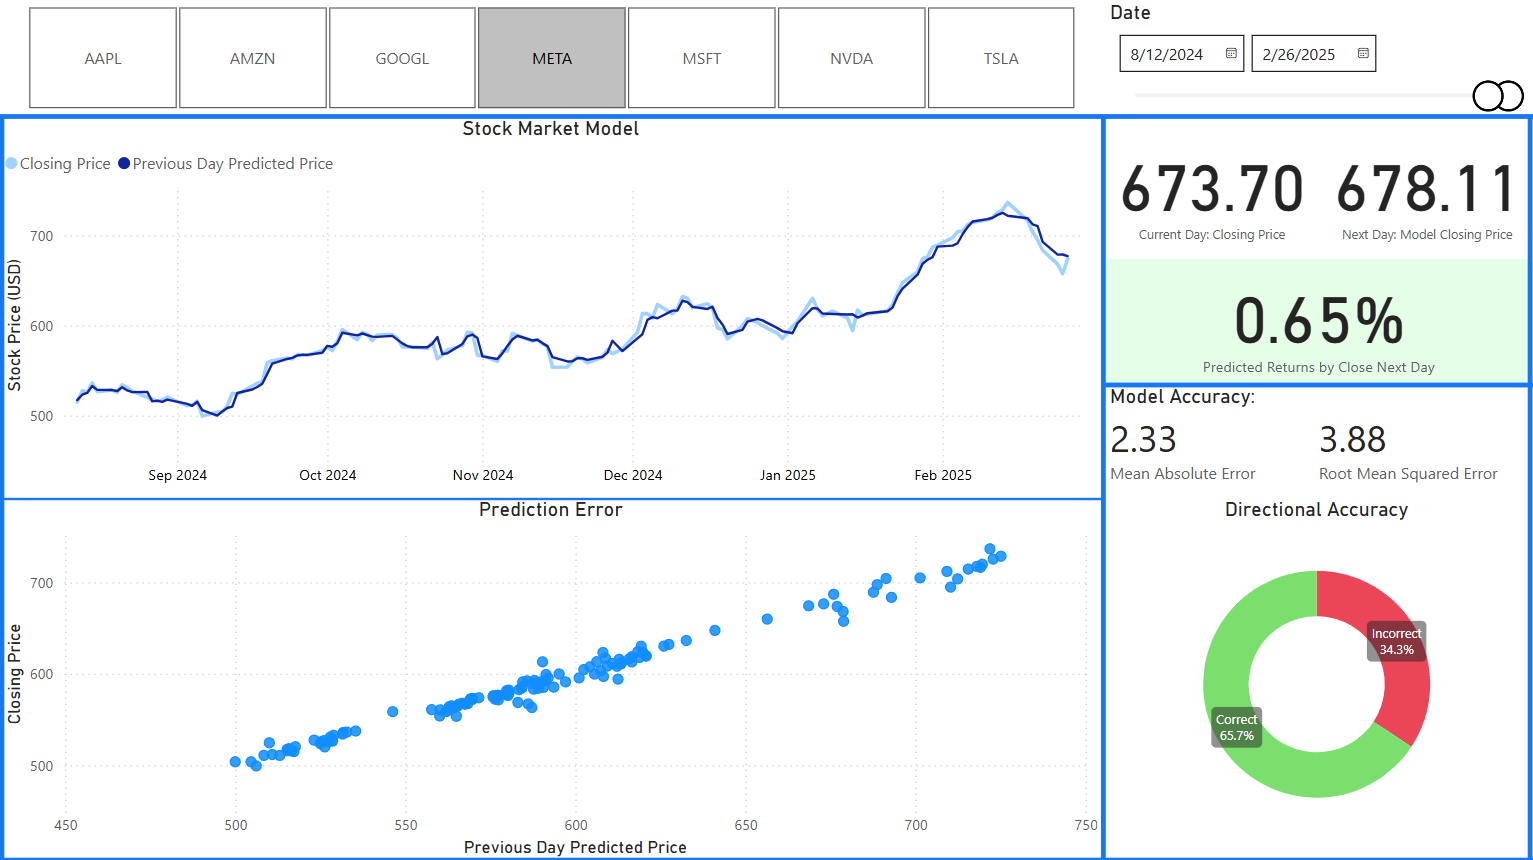 AAPL
AMZN
GOOGL
META
MSFT
NVDA
TSLA
Date
8/12/2024
2/26/2025
Stock Market Model
Closing Price
Previous Day Predicted Price
Stock Price (USD)
700
600
500
Sep 2024
Oct 2024
Nov 2024
Dec 2024
Jan 2025
Feb 2025
673.70
Current Day: Closing Price
678.11
Next Day: Model Closing Price
0.65%
Predicted Returns by Close Next Day
Model Accuracy:
2.33
Mean Absolute Error
3.88
Root Mean Squared Error
Prediction Error
Closing Price
700
600
500
450
500
550
600
650
700
750
Previous Day Predicted Price
Directional Accuracy
Incorrect
34.3%
Correct
65.7%